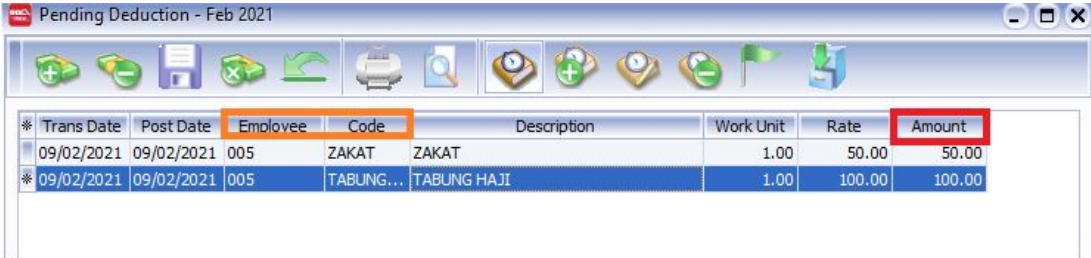 Pending Deduction - Feb 2021
Trans Date Post Date Employee Code Description Work Unit Rate Amount
09/02/2021 09/02/2021 005 ZAKAT ZAKAT 1.00 50.00 50.00
09/02/2021 09/02/2021 005 TABUNG... TABUNG HAJI 1.00 100.00 100.00